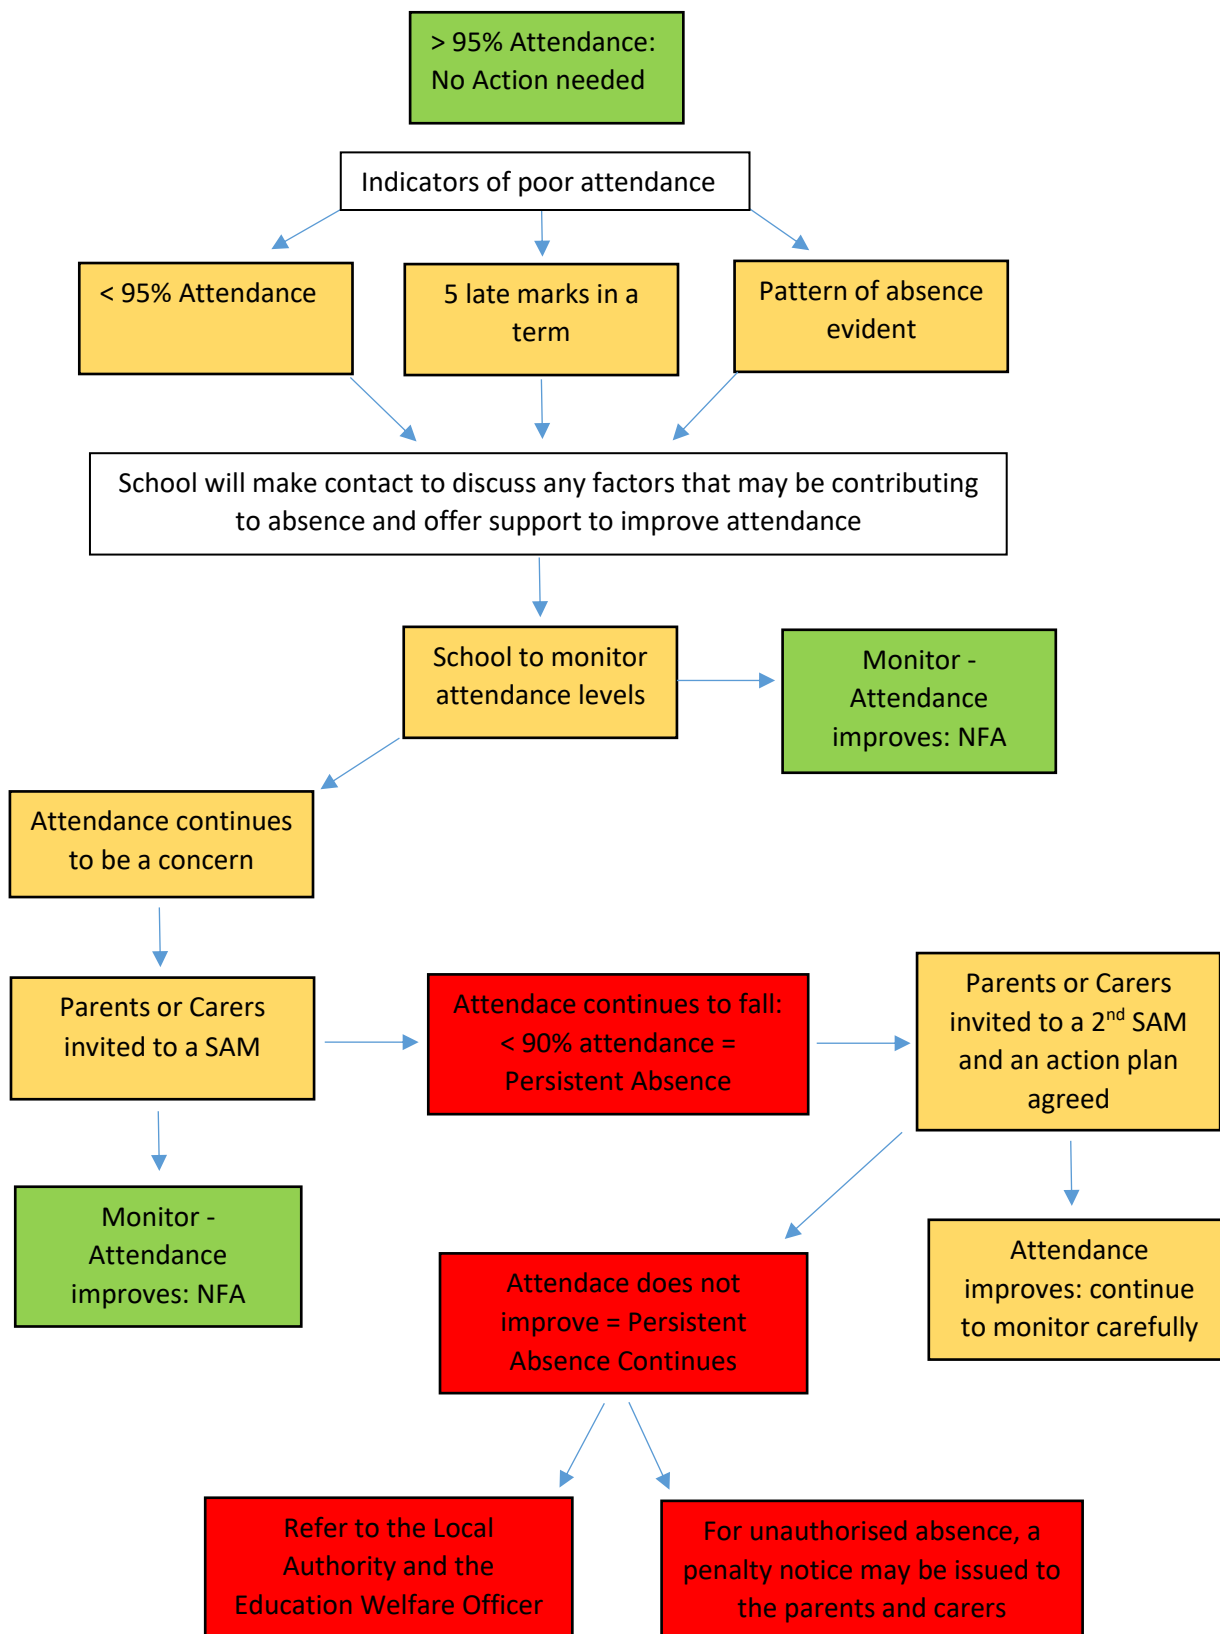 > 95% Attendance:
No Action needed
Indicators of poor attendance
< 95% Attendance
5 late marks in a
term
Pattern of absence
evident
School will make contact to discuss any factors that may be contributing
to absence and offer support to improve attendance
School to monitor
attendance levels
Monitor -
Attendance
improves: NFA
Attendance continues
to be a concern
Parents or Carers
invited to a SAM
Attendace continues to fall:
< 90% attendance =
Persistent Absence
Parents or Carers
invited to a 2nd SAM
and an action plan
agreed
Monitor -
Attendance
improves: NFA
Attendace does not
improve = Persistent
Absence Continues
Attendance
improves: continue
to monitor carefully
Refer to the Local
Authority and the
Education Welfare Officer
For unauthorised absence, a
penalty notice may be issued to
the parents and carers